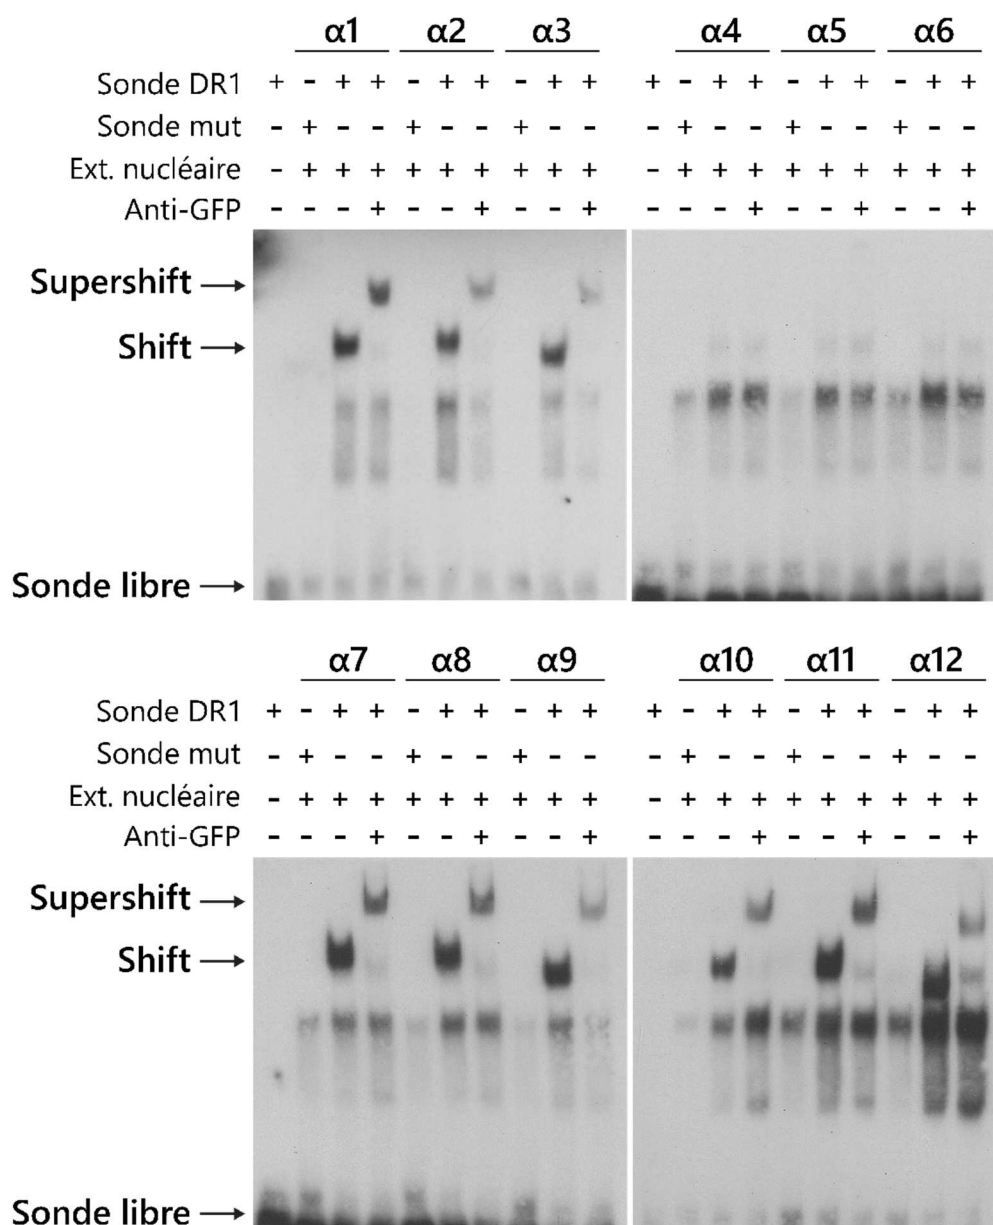 α1 α2 α3 α4 α5 α6
Sonde DR1 + - + + - + + - + + + - + + - + + - + +
Sonde mut - + - - + - - + - - - + - - + - - + - -
Ext. nucléaire - + + + + + + + + + - + + + + + + + + +
Anti-GFP - - - + - - + - - + - - - + - - + - - +
Supershift →
Shift →
Sonde libre →
α7 α8 α9 α10 α11 α12
Sonde DR1 + - + + - + + - + + + - + + - + + - + +
Sonde mut - + - - + - - + - - - + - - + - - + - -
Ext. nucléaire - + + + + + + + + + - + + + + + + + + +
Anti-GFP - - - + - - + - - + - - - + - - + - - +
Supershift →
Shift →
Sonde libre →